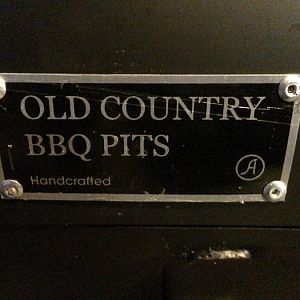 OLD COUNTRY
BBQ PITS
Handcrafted
A